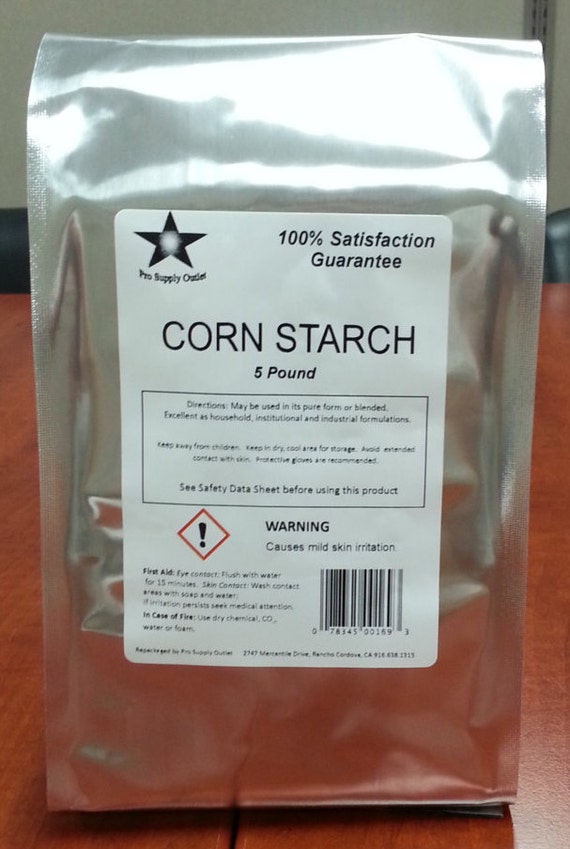 Pro Supply Outlet
100% Satisfaction
Guarantee
CORN STARCH
5 Pound
Directions: May be used in its pure form or blended.
Excellent as household, institutional and industrial formulations.
Keep away from children. Keep in dry, cool area for storage. Avoid extended
contact with skin. Protective gloves are recommended.
See Safety Data Sheet before using this product
!
WARNING
Causes mild skin irritation
First Aid: Eye contact: Flush with water
for 15 minutes. Skin Contact: Wash contact
areas with soap and water.
If irritation persists seek medical attention.
In Case of Fire: Use dry chemical, CO2,
water or foam.
0 78345 00169 3
Repackaged by Pro Supply Outlet 2747 Mercantile Drive, Rancho Cordova, CA 916.638.1315